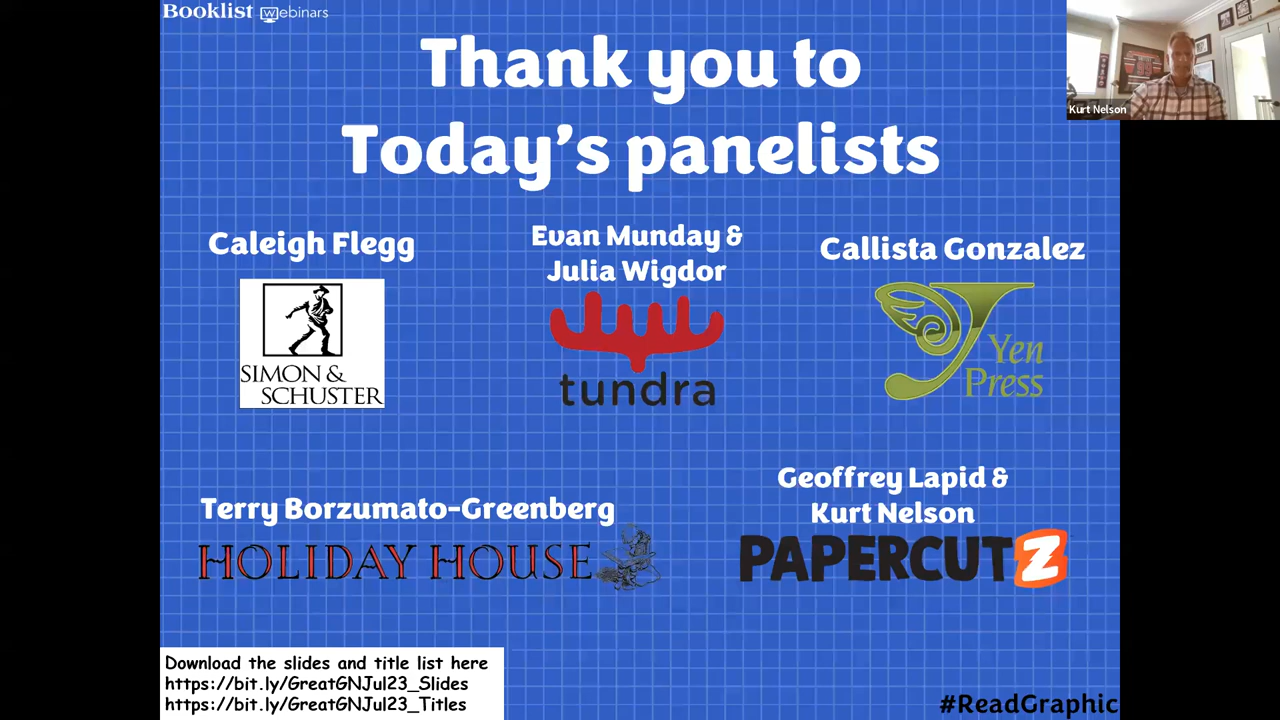 Booklist Webinars
Thank you to
Today's panelists
Kurt Nelson
Caleigh Flegg
SIMON &
SCHUSTER
Evan Munday &
Julia Wigdor
tundra
Callista Gonzalez
Yen
Press
Terry Borzumato-Greenberg
HOLIDAY HOUSE
Geoffrey Lapid &
Kurt Nelson
PAPERCUTZ
Download the slides and title list here
https://bit.ly/GreatGNJul23_Slides
https://bit.ly/GreatGNJul23_Titles
#ReadGraphic